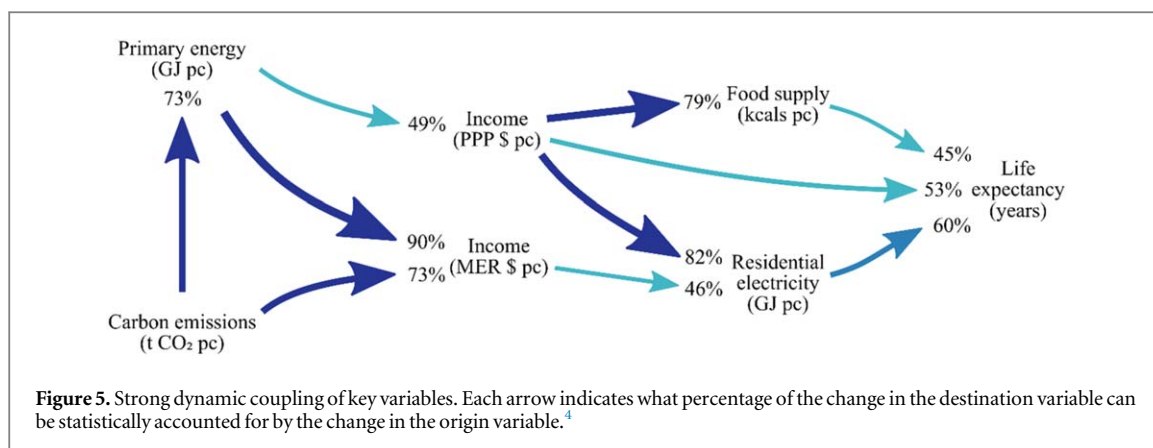 Primary energy
(GJ pc)
73%
49% Income
(PPP $ pc)
79% Food supply
(kcals pc)
45%
53% Life
expectancy
(years)
60%
90%
73% Income
(MER $ pc)
82%
46% Residential
electricity
(GJ pc)
Carbon emissions
(t CO₂ pc)
Figure 5. Strong dynamic coupling of key variables. Each arrow indicates what percentage of the change in the destination variable can
be statistically accounted for by the change in the origin variable.⁴